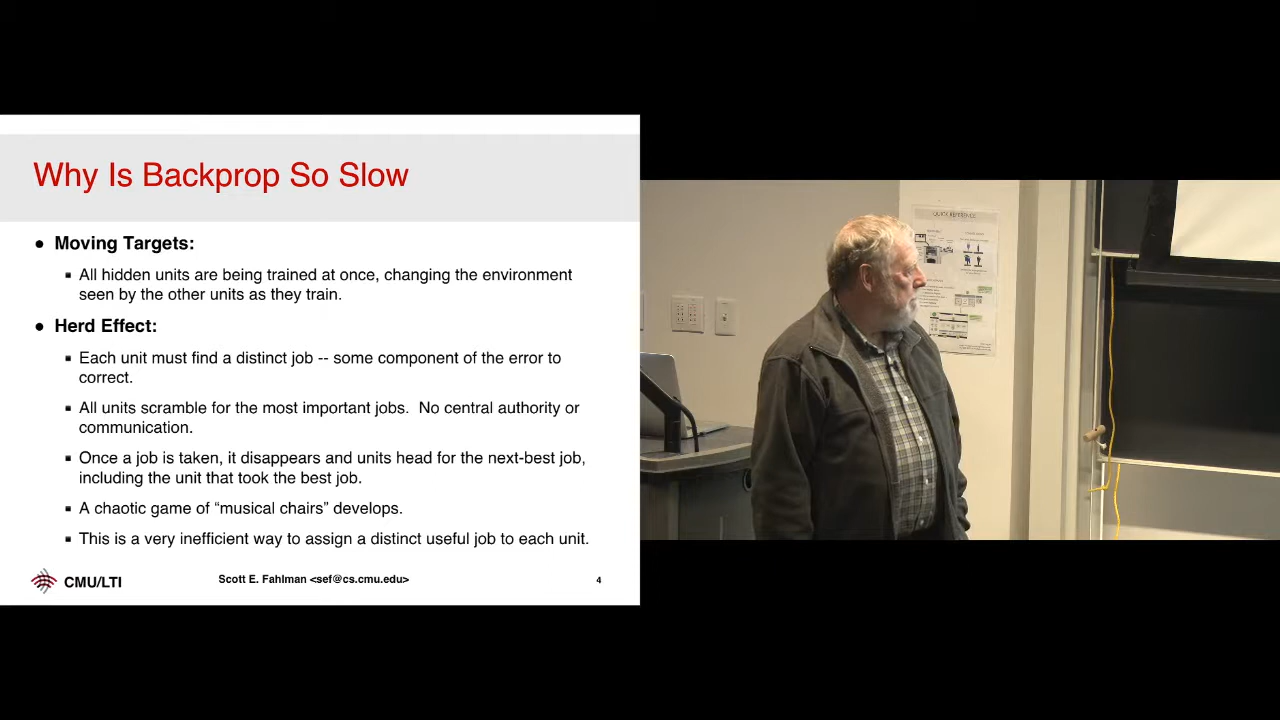 Why Is Backprop So Slow
● Moving Targets:
▪ All hidden units are being trained at once, changing the environment
seen by the other units as they train.
● Herd Effect:
▪ Each unit must find a distinct job -- some component of the error to
correct.
▪ All units scramble for the most important jobs.  No central authority or
communication.
▪ Once a job is taken, it disappears and units head for the next-best job,
including the unit that took the best job.
▪ A chaotic game of “musical chairs” develops.
▪ This is a very inefficient way to assign a distinct useful job to each unit.
CMU/LTI
Scott E. Fahlman <sef@cs.cmu.edu>
4
QUICK REFERENCE